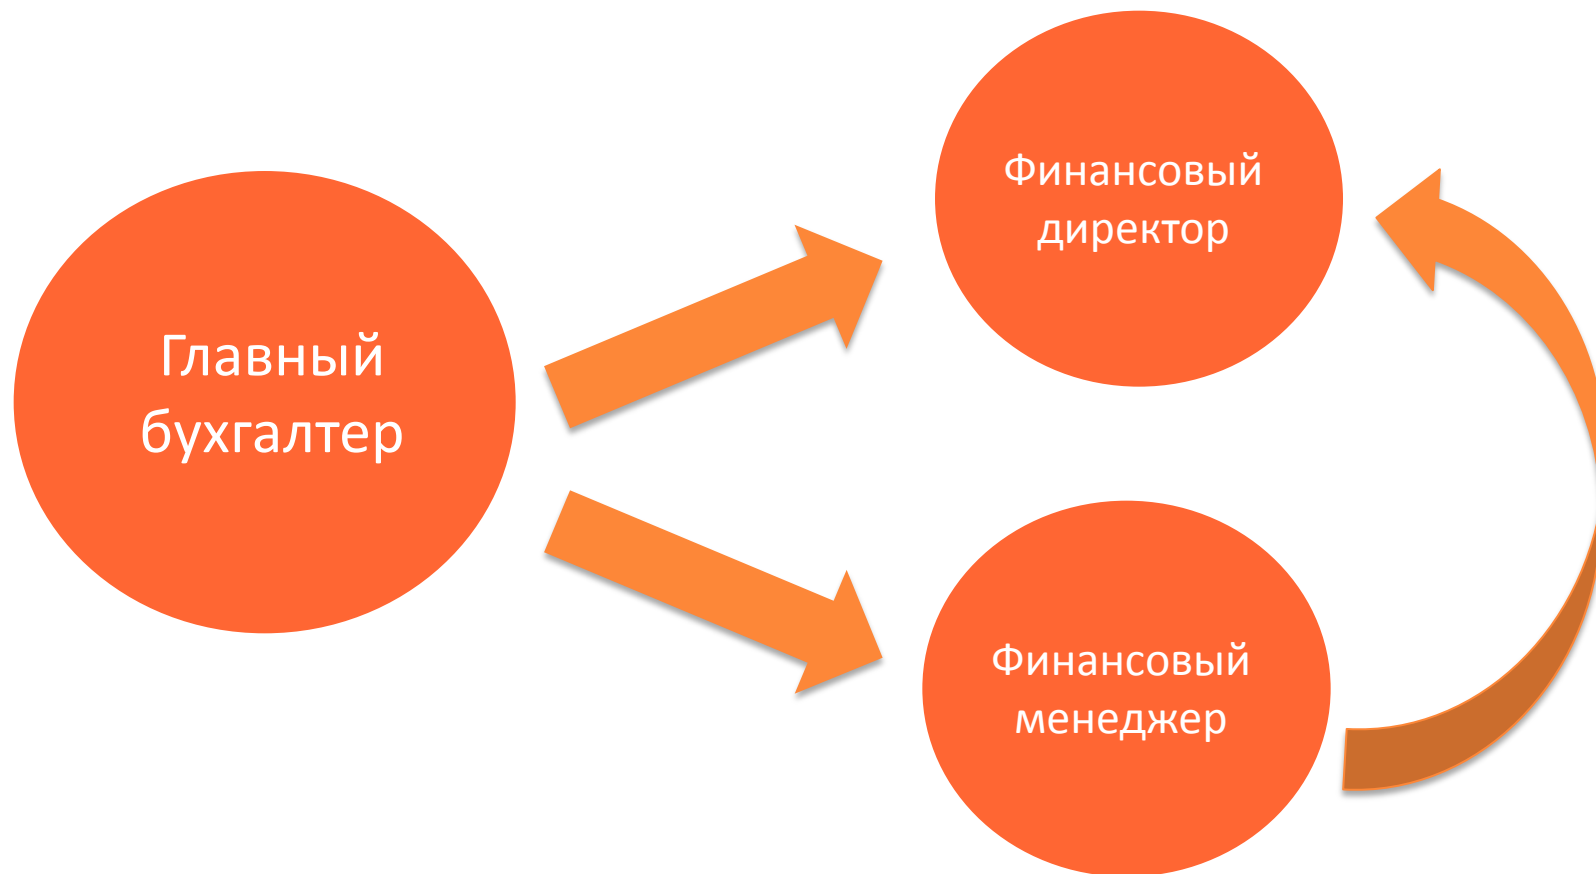 Главный
бухгалтер
Финансовый
директор
Финансовый
менеджер